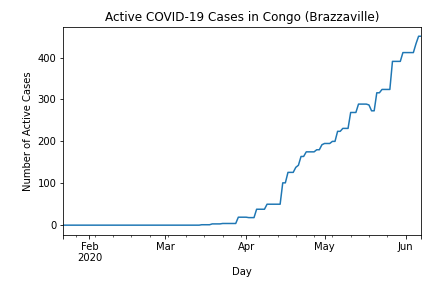 Active COVID-19 Cases in Congo (Brazzaville)
Number of Active Cases
400
300
200
100
0
Feb Mar Apr May Jun
2020
Day